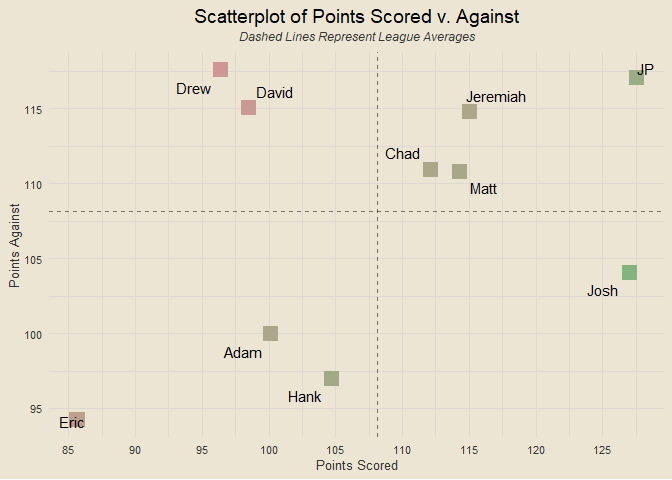 Scatterplot of Points Scored v. Against
Dashed Lines Represent League Averages
JP
Drew
David
Jeremiah
115
Chad
Matt
110
Points Against
105
Josh
100
Adam
Hank
95
Eric
85 90 95 100 105 110 115 120 125
Points Scored